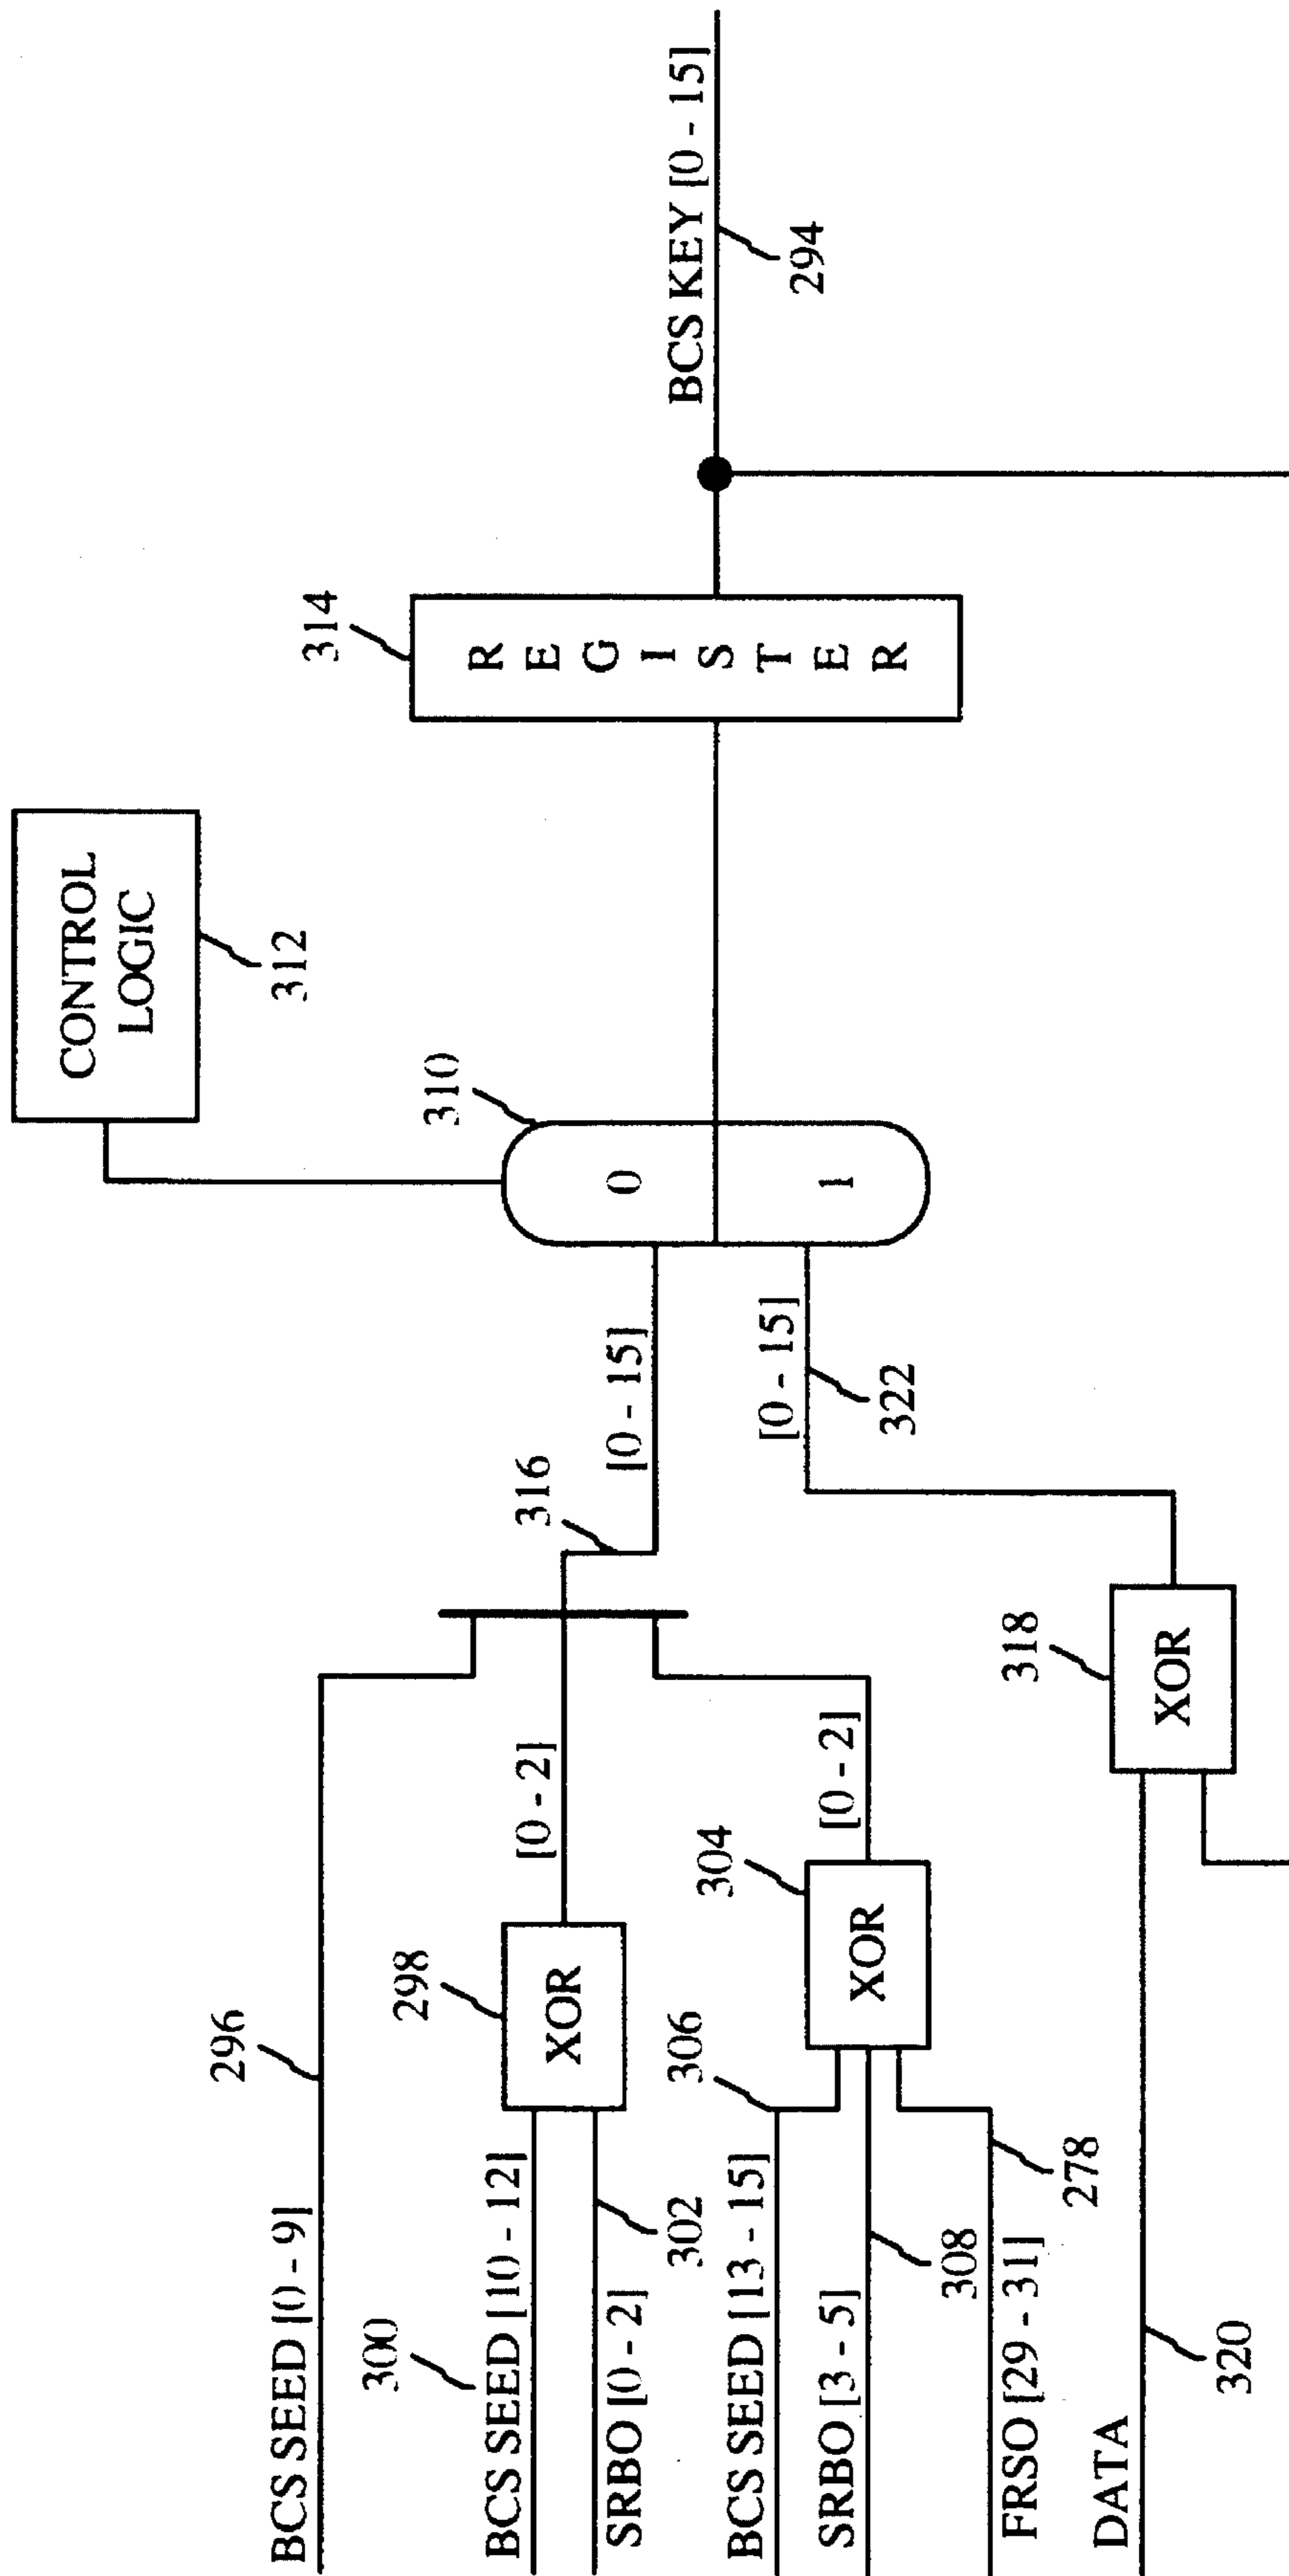 CONTROL
LOGIC
312
314
REGISTER
BCS KEY [0 - 15]
294
310
0
1
[0 - 15]
[0 - 15]
322
316
BCS SEED [0 - 9]
296
300
BCS SEED [10 - 12]
SRBO [0 - 2]
302
298
XOR
[0 - 2]
BCS SEED [13 - 15]
306
SRBO [3 - 5]
308
FRSO [29 - 31]
278
304
XOR
[0 - 2]
DATA
320
318
XOR